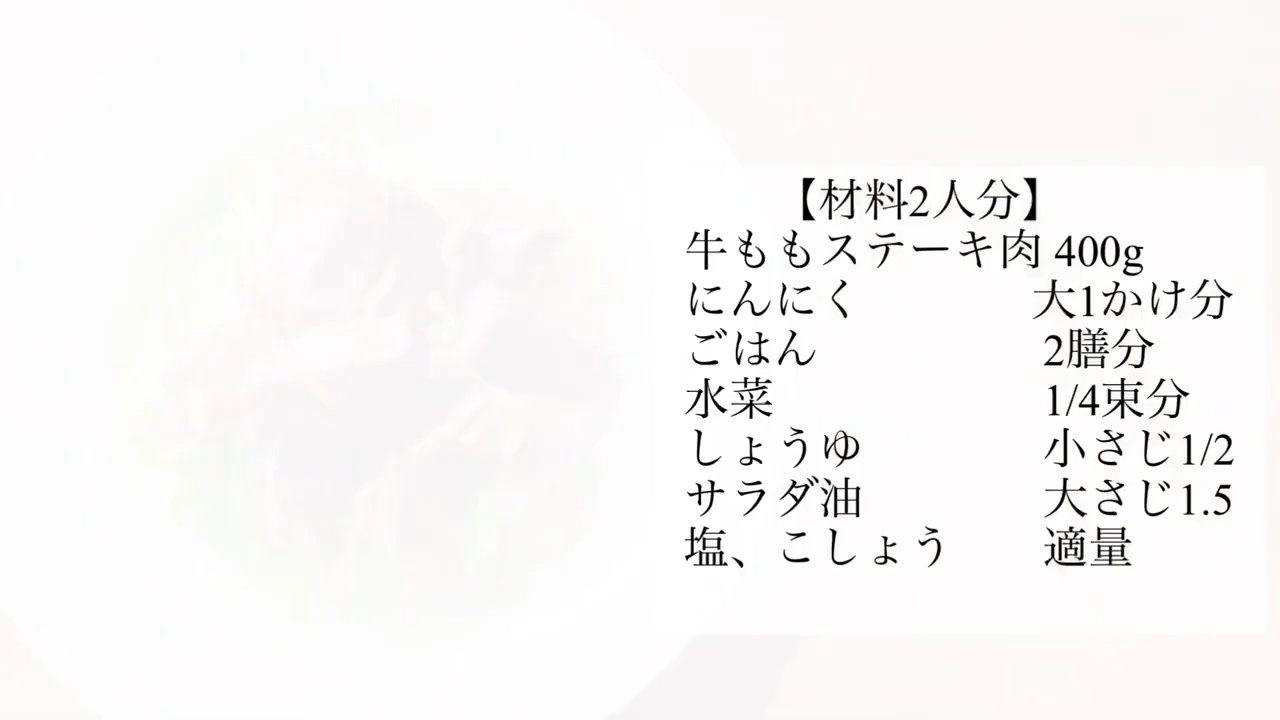 【材料2人分】
牛ももステーキ肉 400g
にんにく 大1かけ分
ごはん 2膳分
水菜 1/4東分
しょうゆ 小さじ1/2
サラダ油 大さじ1.5
塩、こしょう 適量